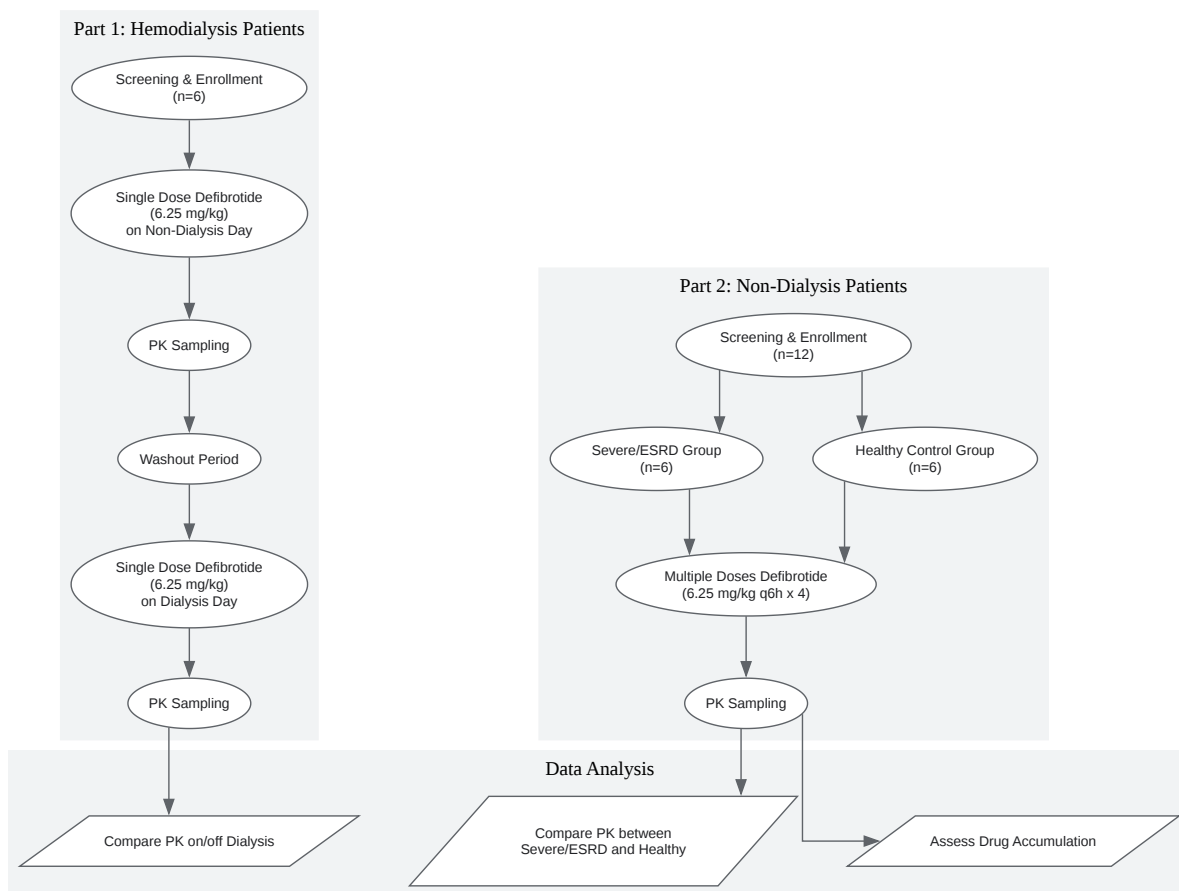 Part 1: Hemodialysis Patients
Screening & Enrollment
(n=6)
Single Dose Defibrotide
(6.25 mg/kg)
on Non-Dialysis Day
PK Sampling
Washout Period
Single Dose Defibrotide
(6.25 mg/kg)
on Dialysis Day
PK Sampling
Part 2: Non-Dialysis Patients
Screening & Enrollment
(n=12)
Severe/ESRD Group
(n=6)
Healthy Control Group
(n=6)
Multiple Doses Defibrotide
(6.25 mg/kg q6h x 4)
PK Sampling
Data Analysis
Compare PK on/off Dialysis
Compare PK between
Severe/ESRD and Healthy
Assess Drug Accumulation